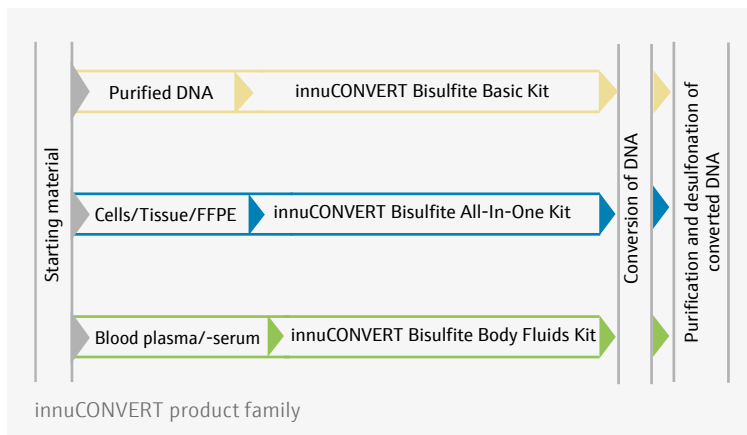 Starting material
Purified DNA
innuCONVERT Bisulfite Basic Kit
Cells/Tissue/FFPE
innuCONVERT Bisulfite All-In-One Kit
Blood plasma/-serum
innuCONVERT Bisulfite Body Fluids Kit
Conversion of DNA
Purification and desulfonation of
converted DNA
innuCONVERT product family